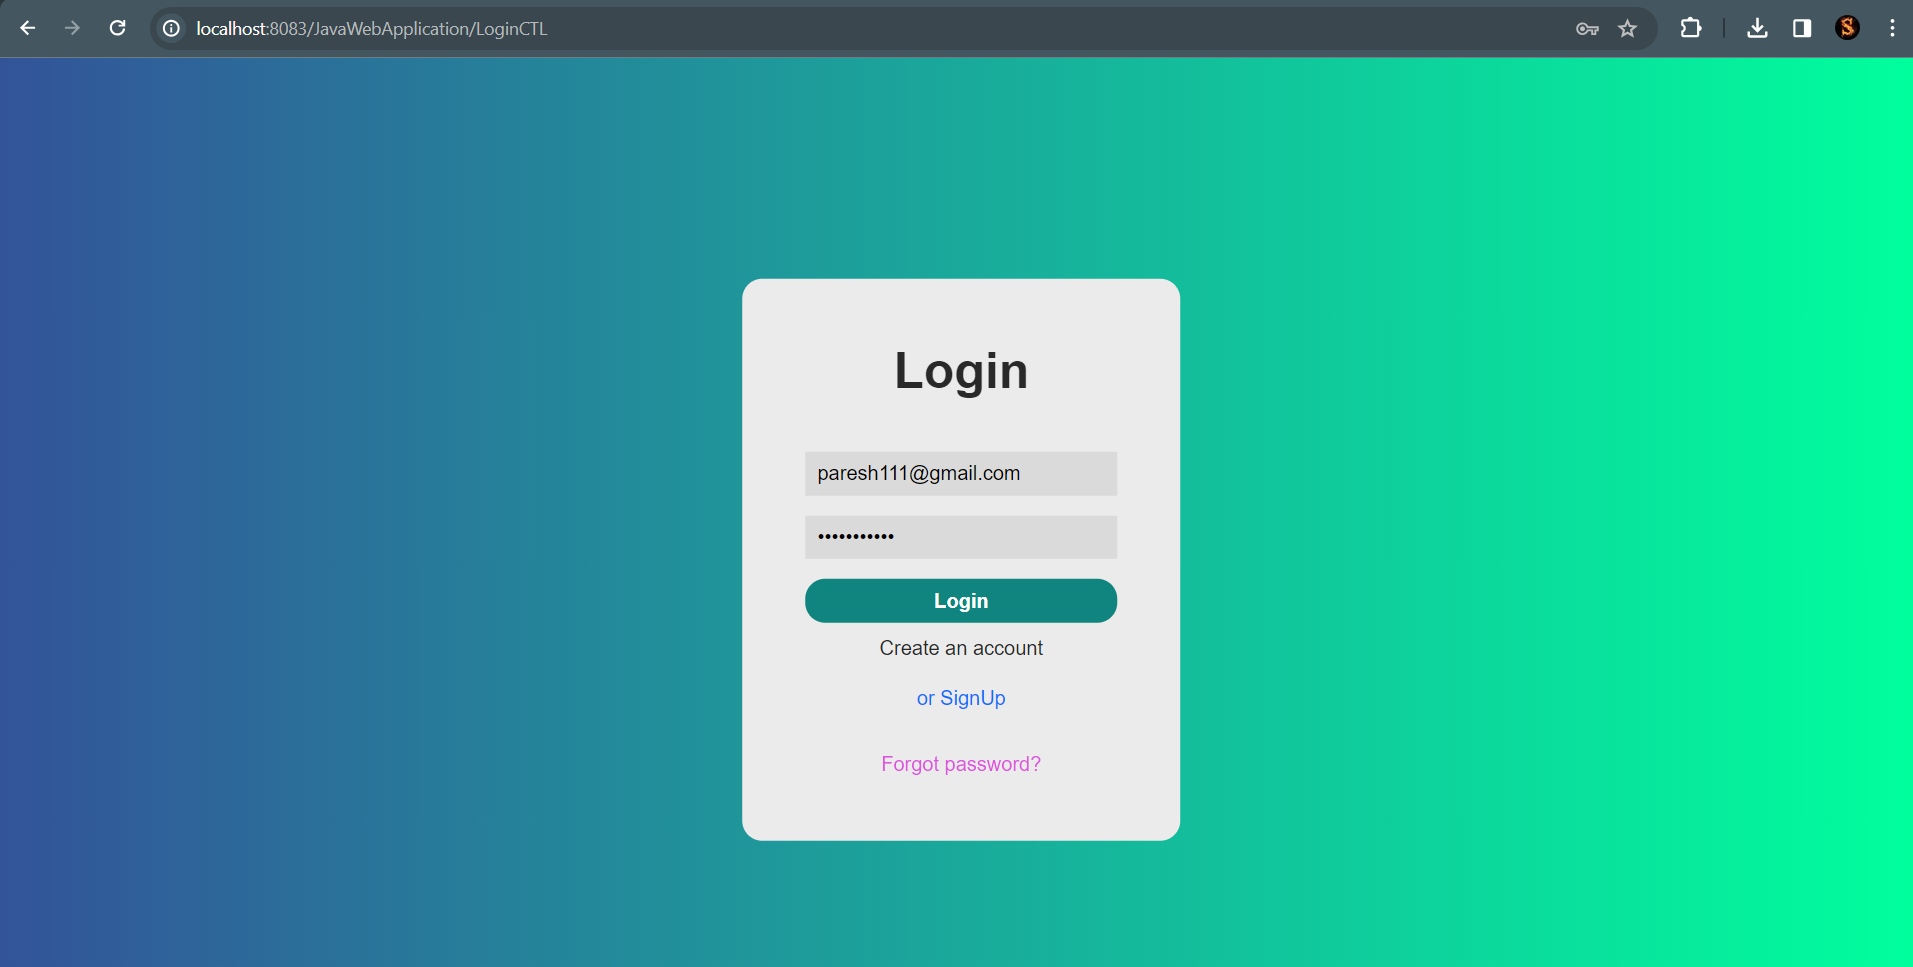 localhost:8083/JavaWebApplication/LoginCTL
S
Login
paresh111@gmail.com
•••••••••••
Login
Create an account
or SignUp
Forgot password?